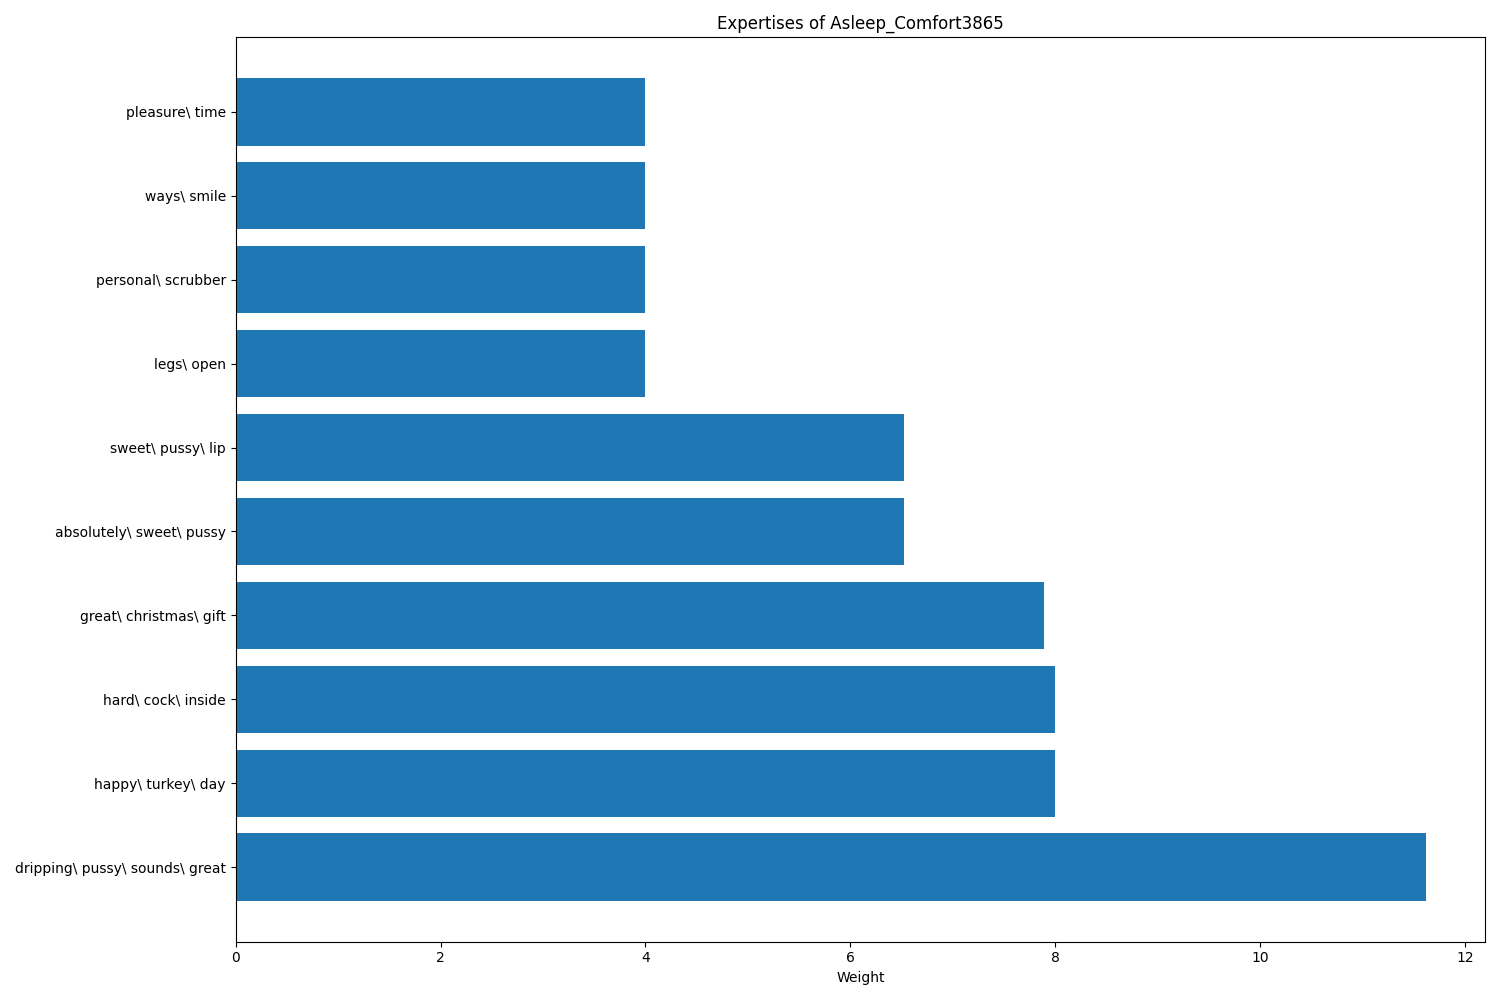 Expertises of Asleep_Comfort3865
pleasure\ time
ways\ smile
personal\ scrubber
legs\ open
sweet\ pussy\ lip
absolutely\ sweet\ pussy
great\ christmas\ gift
hard\ cock\ inside
happy\ turkey\ day
dripping\ pussy\ sounds\ great
0 2 4 6 8 10 12
Weight